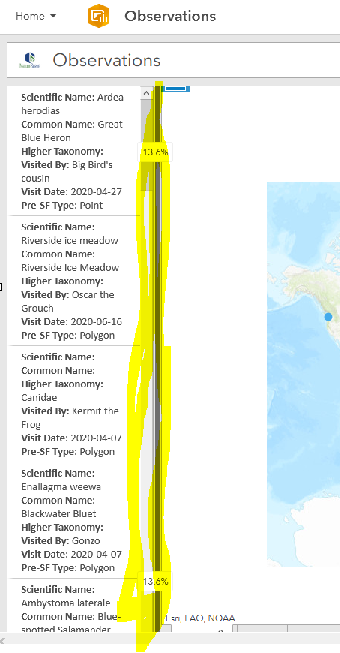 Home
Observations
Observations
Scientific Name: Ardea
herodias
Common Name: Great
Blue Heron
Higher Taxonomy:
Visited By: Big Bird's
cousin
Visit Date: 2020-04-27
Pre-SF Type: Point
13.6%
Scientific Name:
Riverside ice meadow
Common Name:
Riverside Ice Meadow
Higher Taxonomy:
Visited By: Oscar the
Grouch
Visit Date: 2020-06-16
Pre-SF Type: Polygon
Scientific Name:
Common Name:
Higher Taxonomy:
Canidae
Visited By: Kermit the
Frog
Visit Date: 2020-04-07
Pre-SF Type: Polygon
Scientific Name:
Enallagma weewa
Common Name:
Blackwater Bluet
Higher Taxonomy:
Visited By: Gonzo
Visit Date: 2020-04-07
Pre-SF Type: Polygon
13.6%
Scientific Name:
Ambystoma laterale
Common Name: Blue-
spotted Salamander
Esri, FAO, NOAA